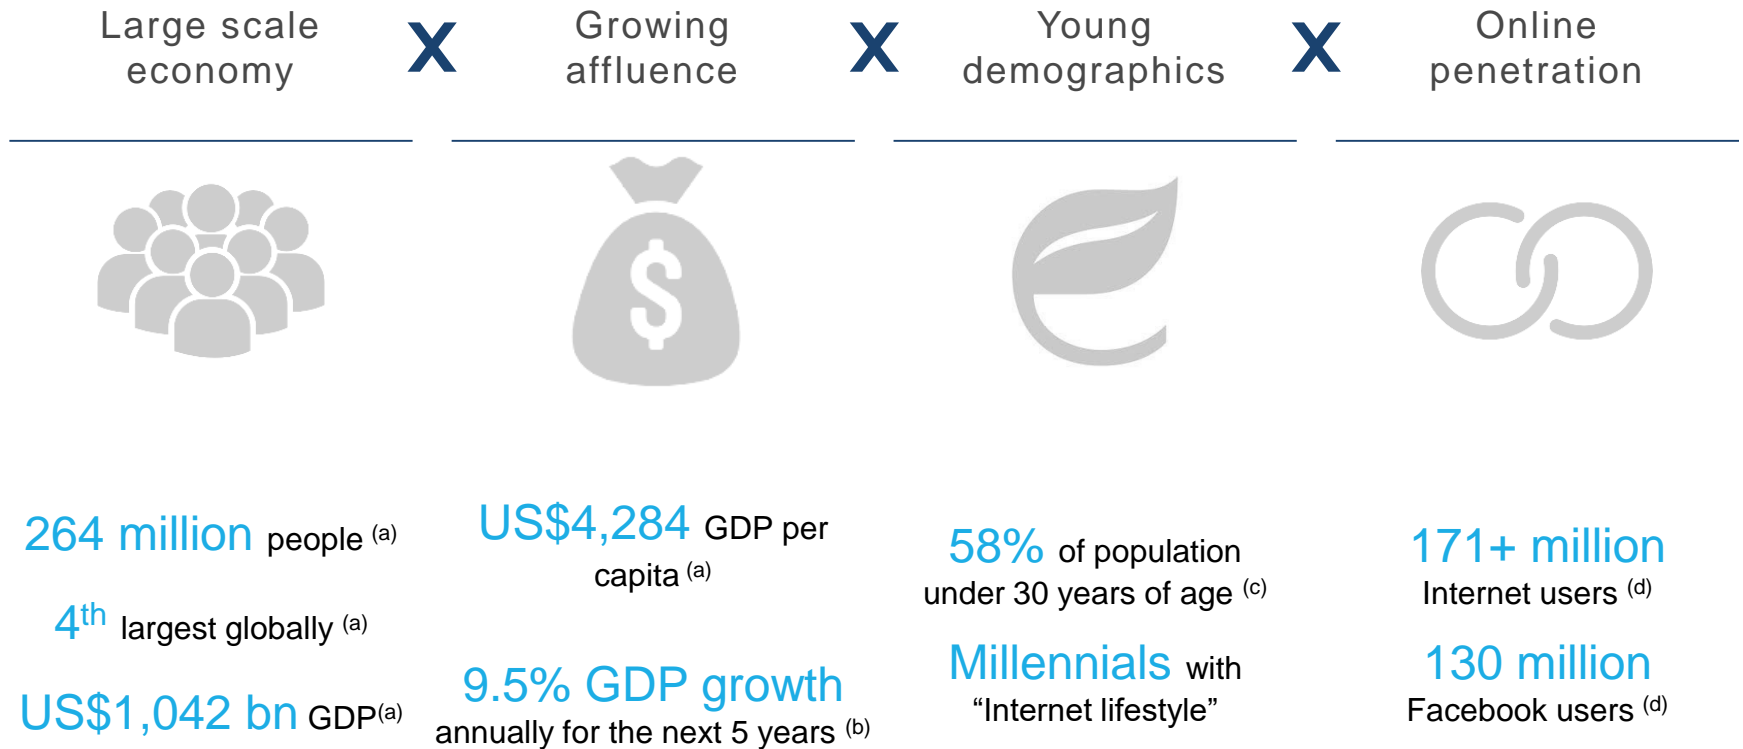 Large scale
economy
X
Growing
affluence
X
Young
demographics
X
Online
penetration
$
264 million people (a)
4th largest globally (a)
US$1,042 bn GDP(a)
US$4,284 GDP per
capita (a)
9.5% GDP growth
annually for the next 5 years (b)
58% of population
under 30 years of age (c)
Millennials with
“Internet lifestyle”
171+ million
Internet users (d)
130 million
Facebook users (d)